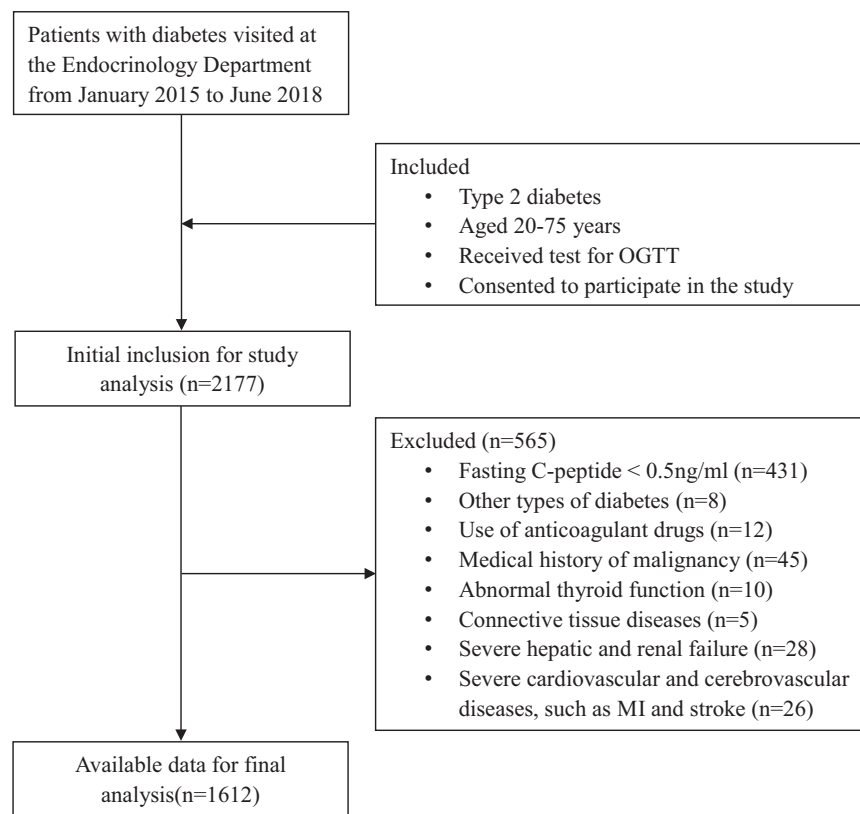 Patients with diabetes visited at
the Endocrinology Department
from January 2015 to June 2018
Included
• Type 2 diabetes
• Aged 20-75 years
• Received test for OGTT
• Consented to participate in the study
Initial inclusion for study
analysis (n=2177)
Excluded (n=565)
• Fasting C-peptide < 0.5ng/ml (n=431)
• Other types of diabetes (n=8)
• Use of anticoagulant drugs (n=12)
• Medical history of malignancy (n=45)
• Abnormal thyroid function (n=10)
• Connective tissue diseases (n=5)
• Severe hepatic and renal failure (n=28)
• Severe cardiovascular and cerebrovascular
diseases, such as MI and stroke (n=26)
Available data for final
analysis(n=1612)